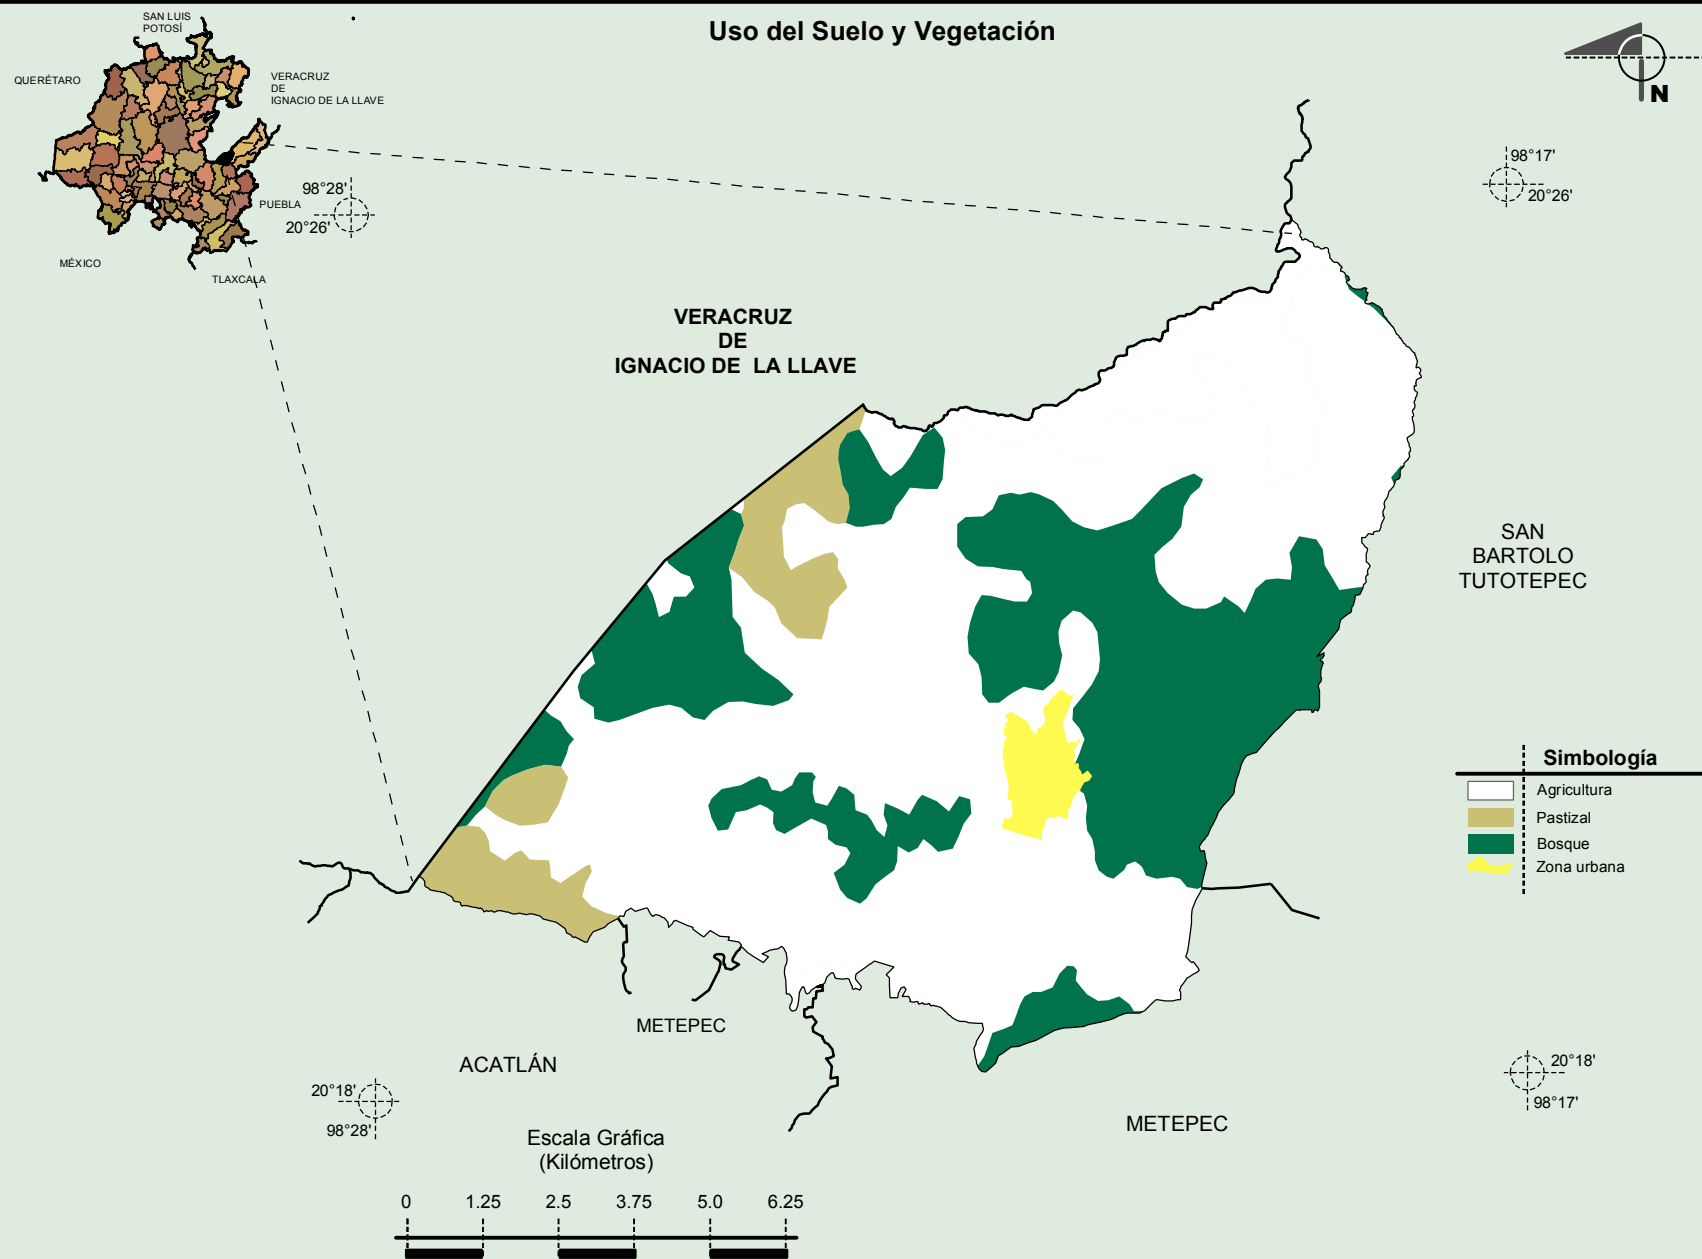 Uso del Suelo y Vegetación
SAN LUIS
POTOSÍ
QUERÉTARO
VERACRUZ
DE
IGNACIO DE LA LLAVE
PUEBLA
MÉXICO
TLAXCALA
98°28'
20°26'
N
98°17'
20°26'
VERACRUZ
DE
IGNACIO DE LA LLAVE
SAN
BARTOLO
TUTOTEPEC
Simbología
Agricultura
Pastizal
Bosque
Zona urbana
METEPEC
ACATLÁN
METEPEC
20°18'
98°28'
20°18'
98°17'
Escala Gráfica
(Kilómetros)
0 1.25 2.5 3.75 5.0 6.25